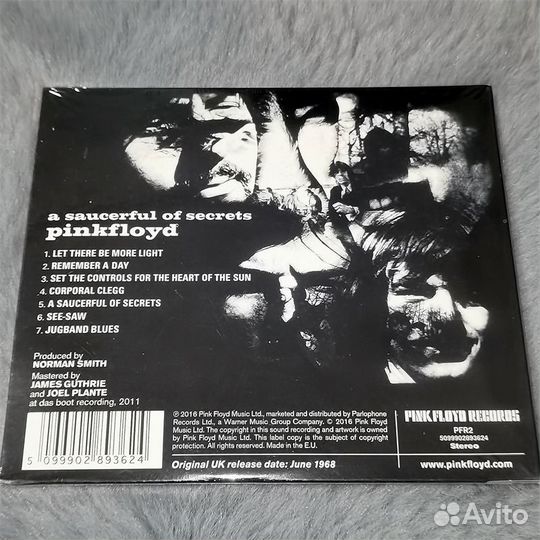 a saucerful of secrets
pinkfloyd
1. LET THERE BE MORE LIGHT
2. REMEMBER A DAY
3. SET THE CONTROLS FOR THE HEART OF THE SUN
4. CORPORAL CLEGG
5. A SAUCERFUL OF SECRETS
6. SEE-SAW
7. JUGBAND BLUES
Produced by
NORMAN SMITH
Mastered by
JAMES GUTHRIE
and JOEL PLANTE
at das boot recording, 2011
5 099902 893624
℗ 2016 Pink Floyd Music Ltd., marketed and distributed by Parlophone
Records Ltd., a Warner Music Group Company. © 2016 Pink Floyd
Music Ltd. The copyright in this sound recording and artwork is owned
by Pink Floyd Music Ltd. This label copy is the subject of copyright
protection. All rights reserved. Made in the E.U.
Original UK release date: June 1968
PINK FLOYD RECORDS
PFR2
5099902893624
Stereo
www.pinkfloyd.com
Avito